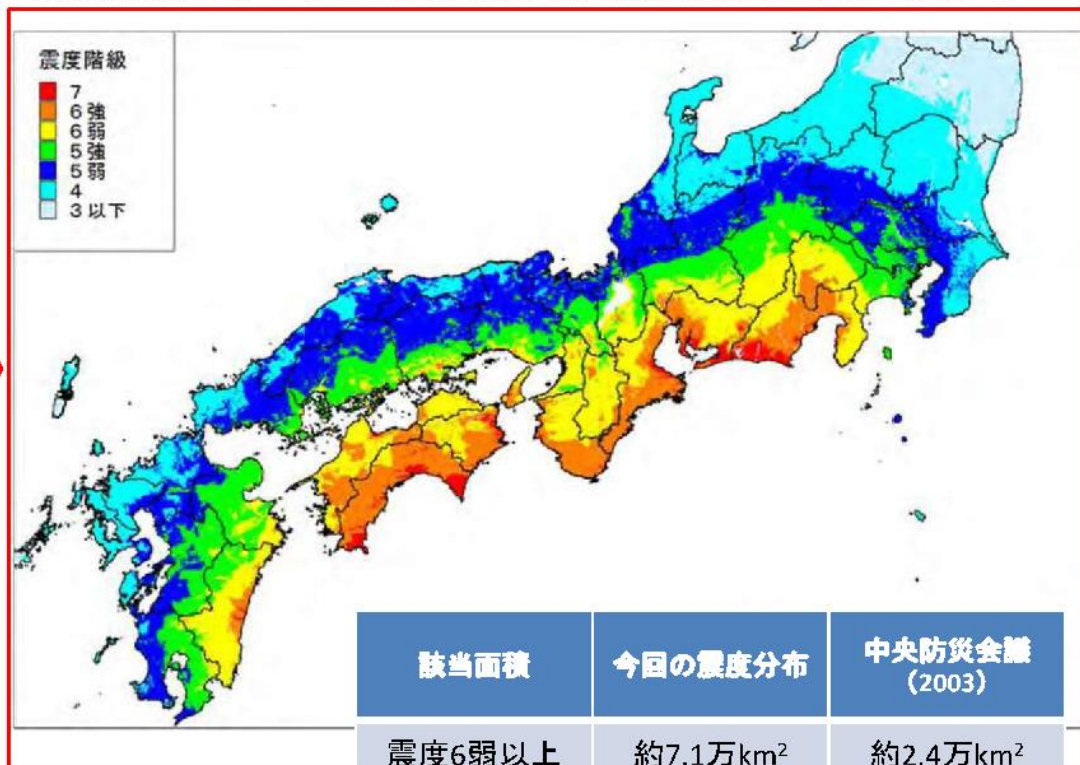 震度階級
7
6強
6弱
5強
5弱
4
3以下
該当面積 今回の震度分布 中央防災会議
（2003）
震度6弱以上 約7.1万km² 約2.4万km²